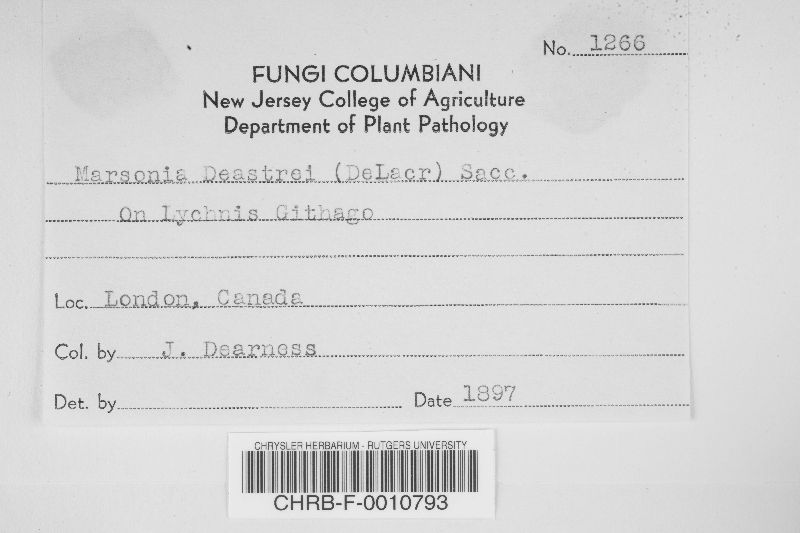 No. 1266
FUNGI COLUMBIANI
New Jersey College of Agriculture
Department of Plant Pathology
Marsonia Deastrei (DeLacr) Sacc.
On Lychnis Githago
Loc. London, Canada
Col. by J. Dearness
Det. by
Date 1897
CHRYSLER HERBARIUM - RUTGERS UNIVERSITY
CHRB-F-0010793